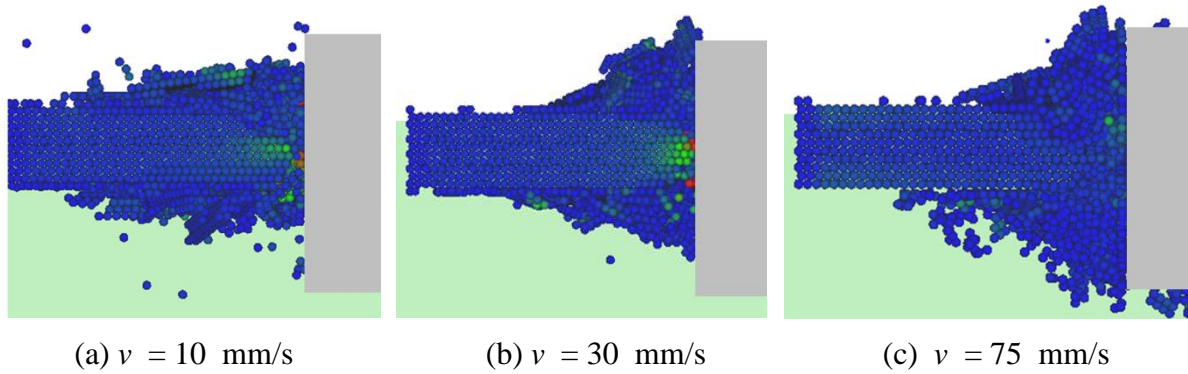 (a) v = 10 mm/s (b) v = 30 mm/s (c) v = 75 mm/s